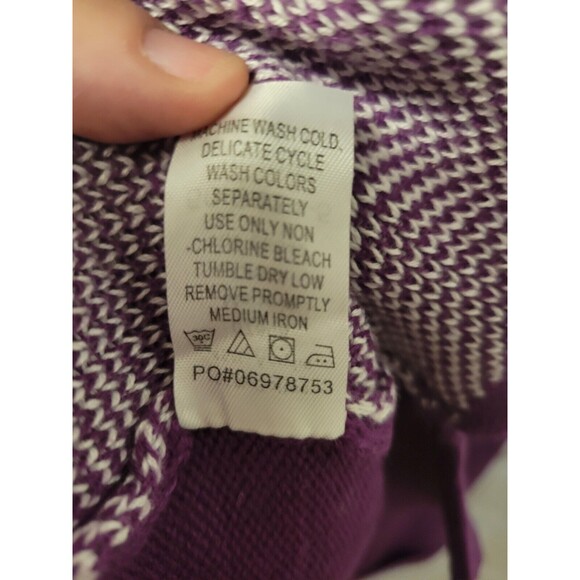 MACHINE WASH COLD,
DELICATE CYCLE
WASH COLORS
SEPARATELY
USE ONLY NON
-CHLORINE BLEACH
TUMBLE DRY LOW
REMOVE PROMPTLY
MEDIUM IRON
30C
PO#06978753